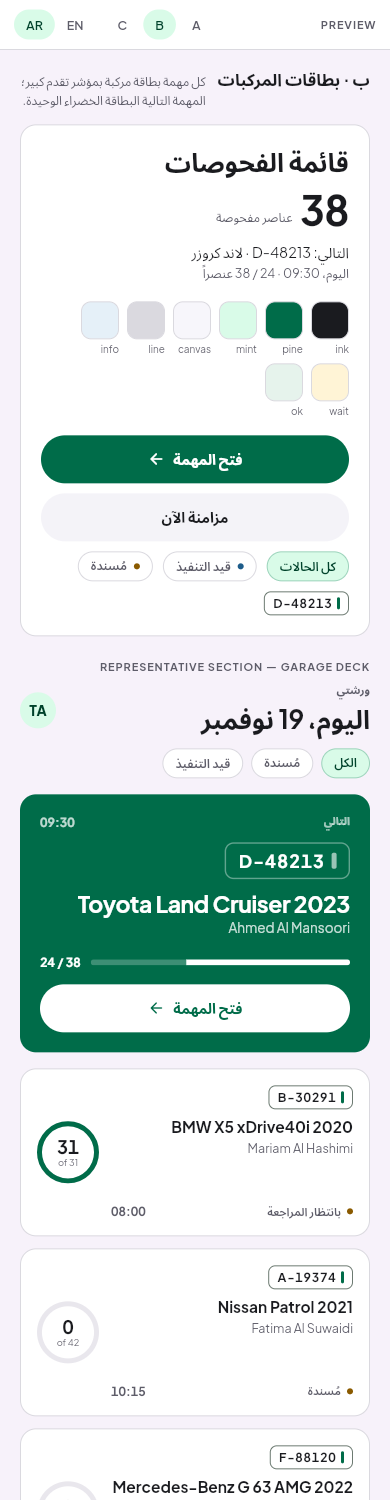 PREVIEW
A
B
C
EN
AR
ب · بطاقات المركبات
كل مهمة بطاقة مركبة بمؤشر تقدم كبير؛
المهمة التالية البطاقة الخضراء الوحيدة.
قائمة الفحوصات
38 عناصر مفحوصة
التالي: D-48213 · لاند كروزر
اليوم، 09:30 · 24 / 38 عنصراً
ink
pine
mint
canvas
line
info
wait
ok
فتح المهمة ←
مزامنة الآن
كل الحالات
قيد التنفيذ
مُسندة
D-48213
REPRESENTATIVE SECTION — GARAGE DECK
ورشتي
اليوم، 19 نوفمبر
TA
الكل
مُسندة
قيد التنفيذ
التالي
09:30
D-48213
Toyota Land Cruiser 2023
Ahmed Al Mansoori
24 / 38
فتح المهمة ←
B-30291
BMW X5 xDrive40i 2020
Mariam Al Hashimi
31
of 31
بانتظار المراجعة
08:00
A-19374
Nissan Patrol 2021
Fatima Al Suwaidi
0
of 42
مُسندة
10:15
F-88120
Mercedes-Benz G 63 AMG 2022